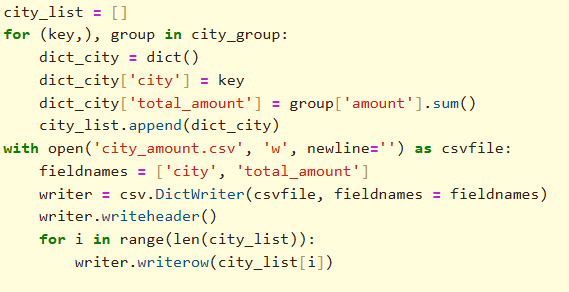 city_list = []
for (key,), group in city_group:
    dict_city = dict()
    dict_city['city'] = key
    dict_city['total_amount'] = group['amount'].sum()
    city_list.append(dict_city)
with open('city_amount.csv', 'w', newline='') as csvfile:
    fieldnames = ['city', 'total_amount']
    writer = csv.DictWriter(csvfile, fieldnames = fieldnames)
    writer.writeheader()
    for i in range(len(city_list)):
        writer.writerow(city_list[i])